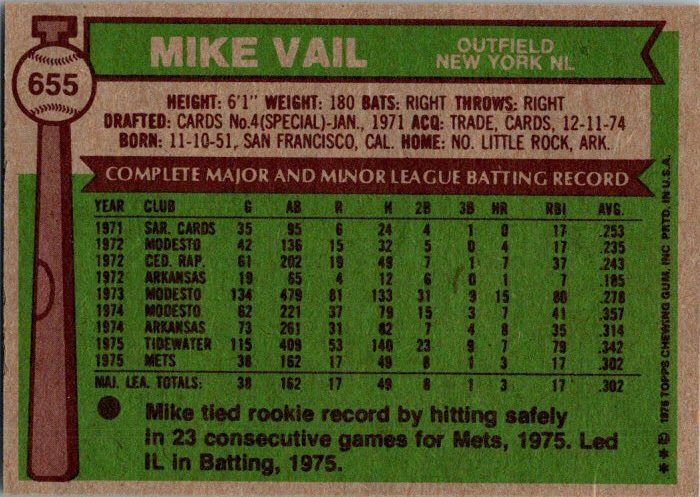 655
MIKE VAIL
OUTFIELD
NEW YORK NL
HEIGHT: 6'1" WEIGHT: 180 BATS: RIGHT THROWS: RIGHT
DRAFTED: CARDS No.4(SPECIAL)-JAN., 1971 ACQ: TRADE, CARDS, 12-11-74
BORN: 11-10-51, SAN FRANCISCO, CAL. HOME: NO. LITTLE ROCK, ARK.
COMPLETE MAJOR AND MINOR LEAGUE BATTING RECORD
YEAR CLUB G AB R H 2B 3B HR RBI AVG.
1971 SAR. CARDS 35 95 6 24 4 1 0 17 .253
1972 MODESTO 42 136 15 32 5 0 4 17 .235
1972 CED. RAP. 61 202 19 49 7 1 7 37 .243
1972 ARKANSAS 19 65 4 12 6 0 1 7 .185
1973 MODESTO 134 479 81 133 31 9 15 80 .278
1974 MODESTO 62 221 37 79 15 3 4 41 .357
1974 ARKANSAS 73 261 31 82 7 4 8 35 .314
1975 TIDEWATER 115 409 53 140 23 9 7 79 .342
1975 METS 38 162 17 49 8 1 3 17 .302
MAJ. LEA. TOTALS: 38 162 17 49 8 1 3 17 .302
Mike tied rookie record by hitting safely
in 23 consecutive games for Mets, 1975. Led
IL in Batting, 1975.
** © 1976 TOPPS CHEWING GUM, INC. PRTD. IN U.S.A.